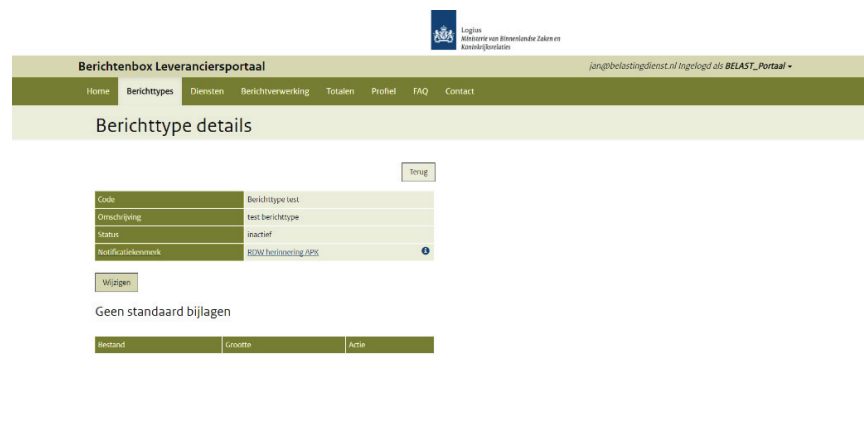 Logius
Ministerie van Binnenlandse Zaken en
Koninkrijksrelaties
Berichtenbox Leveranciersportaal
jan@belastingdienst.nl Ingelogd als BELAST_Portaal
Home Berichttypes Diensten Berichtverwerking Totalen Profiel FAQ Contact
Berichttype details
Terug
Code Berichttype test
Omschrijving test berichttype
Status inactief
Notificatiekenmerk RDW herinnering APK
Wijzigen
Geen standaard bijlagen
Bestand Grootte Actie